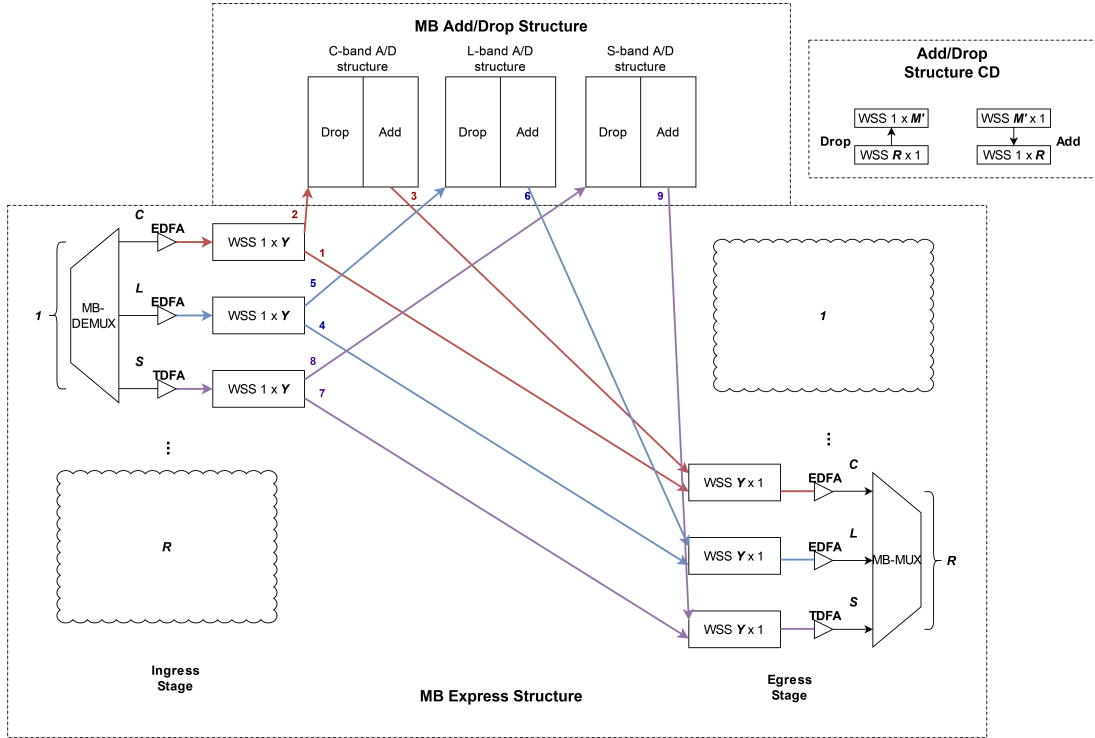 MB Add/Drop Structure
C-band A/D
structure
L-band A/D
structure
S-band A/D
structure
Drop
Add
Drop
Add
Drop
Add
Add/Drop
Structure CD
WSS 1 x M'
WSS M' x 1
Drop
Add
WSS R x 1
WSS 1 x R
2
3
6
9
C
EDFA
WSS 1 x Y
1
5
L
EDFA
WSS 1 x Y
4
1
MB-
DEMUX
8
S
TDFA
WSS 1 x Y
7
1
⋮
R
⋮
WSS Y x 1
C
EDFA
WSS Y x 1
L
EDFA
MB-MUX
R
WSS Y x 1
S
TDFA
Ingress
Stage
MB Express Structure
Egress
Stage